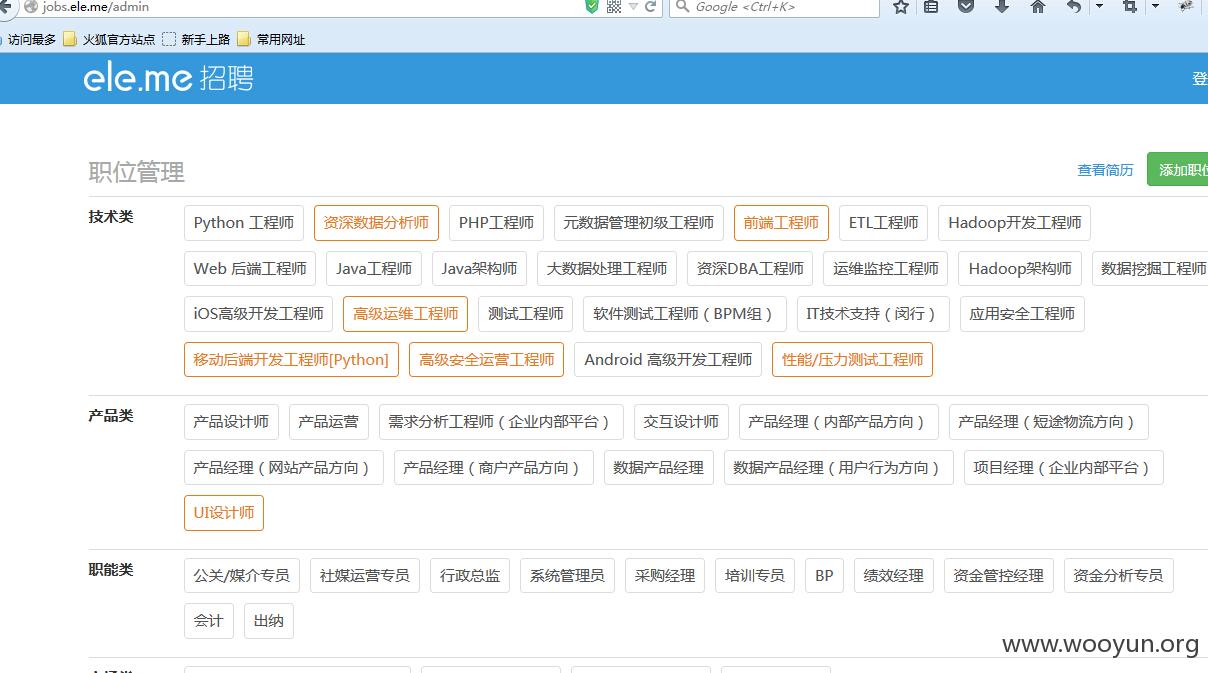 jobs.ele.me/admin
Google <Ctrl+K>
访问最多 火狐官方站点 新手上路 常用网址
ele.me 招聘
登
职位管理
查看简历 添加职位
技术类 Python 工程师 资深数据分析师 PHP工程师 元数据管理初级工程师 前端工程师 ETL工程师 Hadoop开发工程师
Web 后端工程师 Java工程师 Java架构师 大数据处理工程师 资深DBA工程师 运维监控工程师 Hadoop架构师 数据挖掘工程师
iOS高级开发工程师 高级运维工程师 测试工程师 软件测试工程师（BPM组） IT技术支持（闵行） 应用安全工程师
移动后端开发工程师[Python] 高级安全运营工程师 Android 高级开发工程师 性能/压力测试工程师
产品类 产品设计师 产品运营 需求分析工程师（企业内部平台） 交互设计师 产品经理（内部产品方向） 产品经理（短途物流方向）
产品经理（网站产品方向） 产品经理（商户产品方向） 数据产品经理 数据产品经理（用户行为方向） 项目经理（企业内部平台）
UI设计师
职能类 公关/媒介专员 社媒运营专员 行政总监 系统管理员 采购经理 培训专员 BP 绩效经理 资金管控经理 资金分析专员
会计 出纳
www.wooyun.org